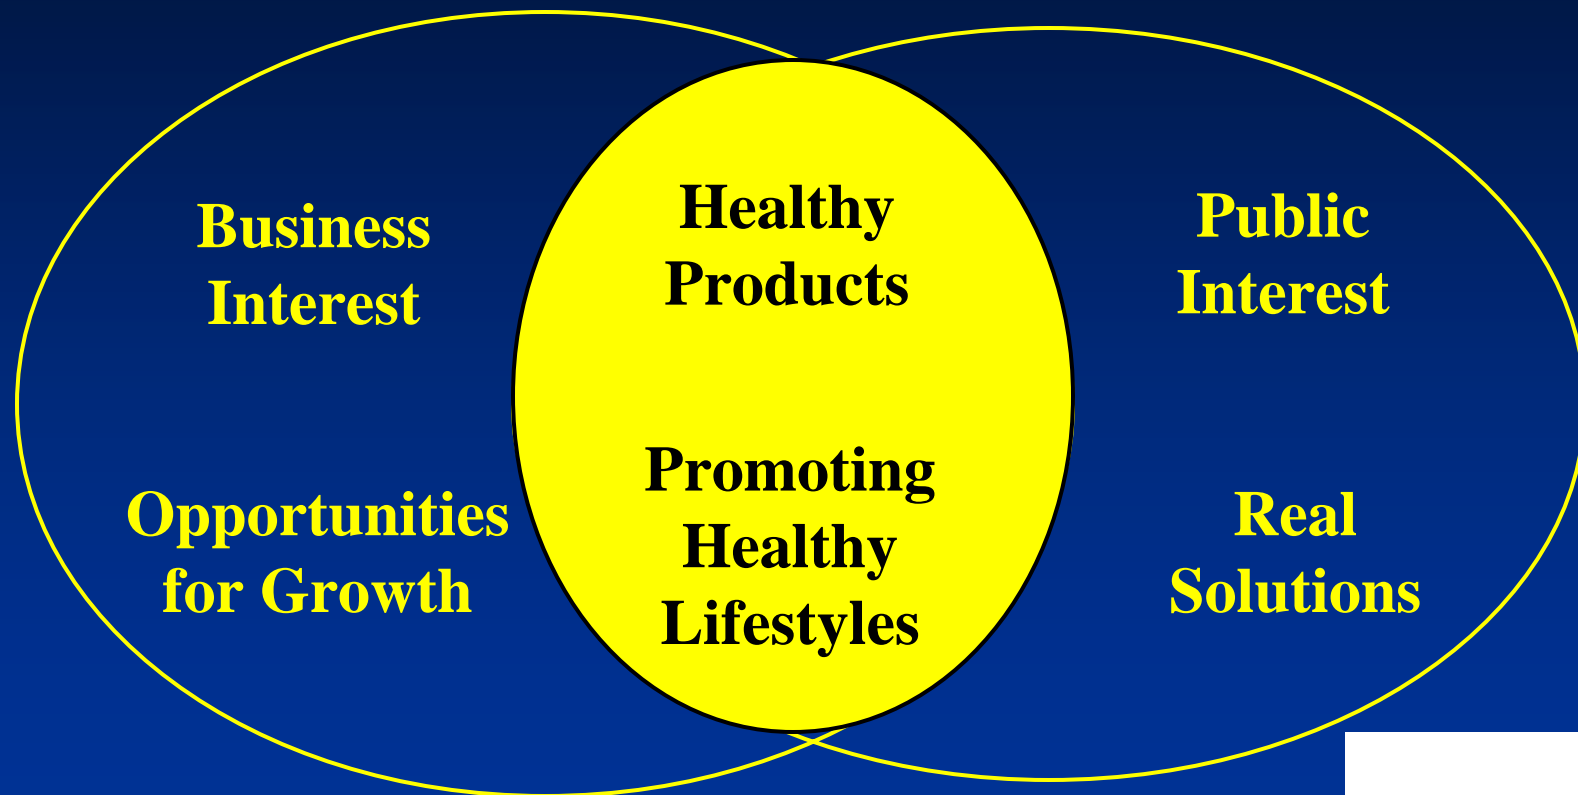 Business
Interest
Opportunities
for Growth
Healthy
Products
Promoting
Healthy
Lifestyles
Public
Interest
Real
Solutions